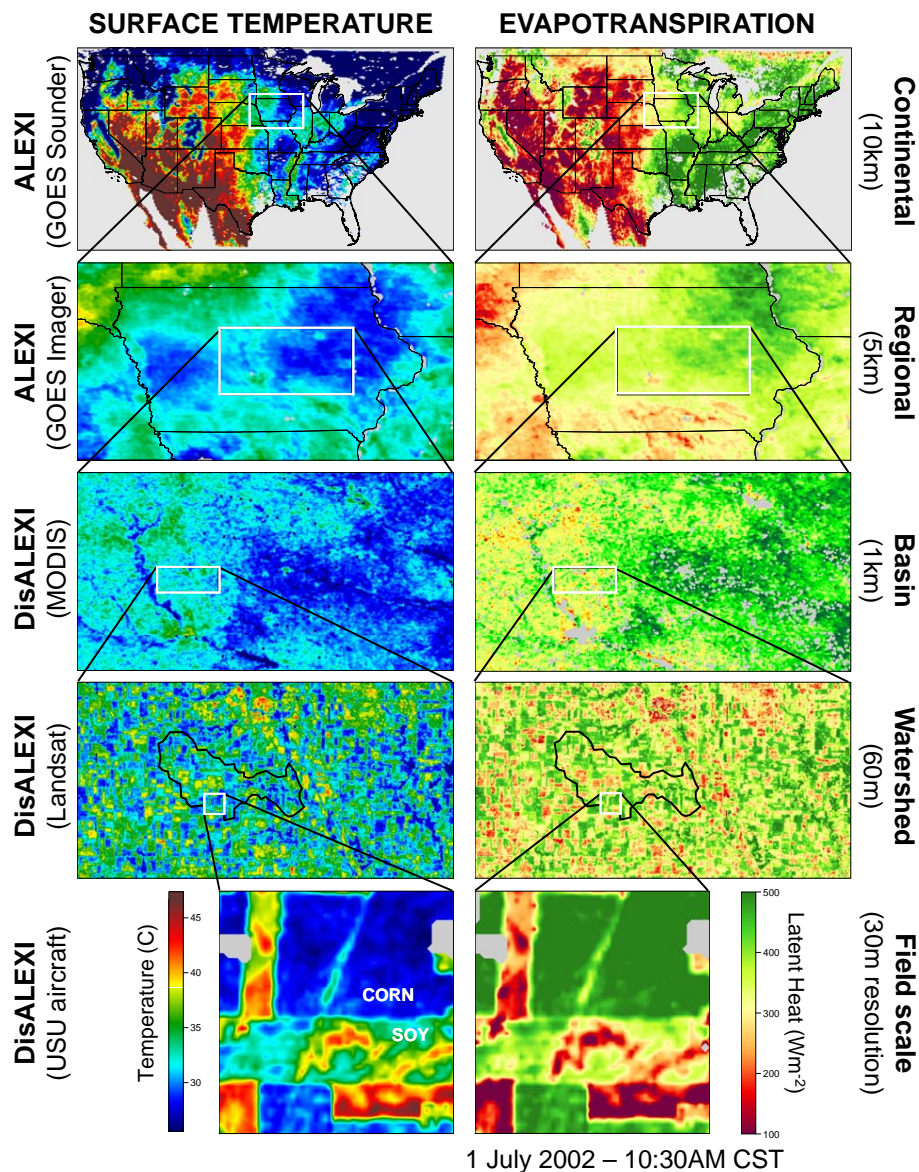 SURFACE TEMPERATURE
EVAPOTRANSPIRATION
ALEXI
(GOES Sounder)
Continental
(10km)
ALEXI
(GOES Imager)
Regional
(5km)
DisALEXI
(MODIS)
Basin
(1km)
DisALEXI
(Landsat)
Watershed
(60m)
DisALEXI
(USU aircraft)
Temperature (C)
45
40
35
30
CORN
SOY
500
400
300
200
100
Latent Heat (Wm-2)
Field scale
(30m resolution)
1 July 2002 – 10:30AM CST